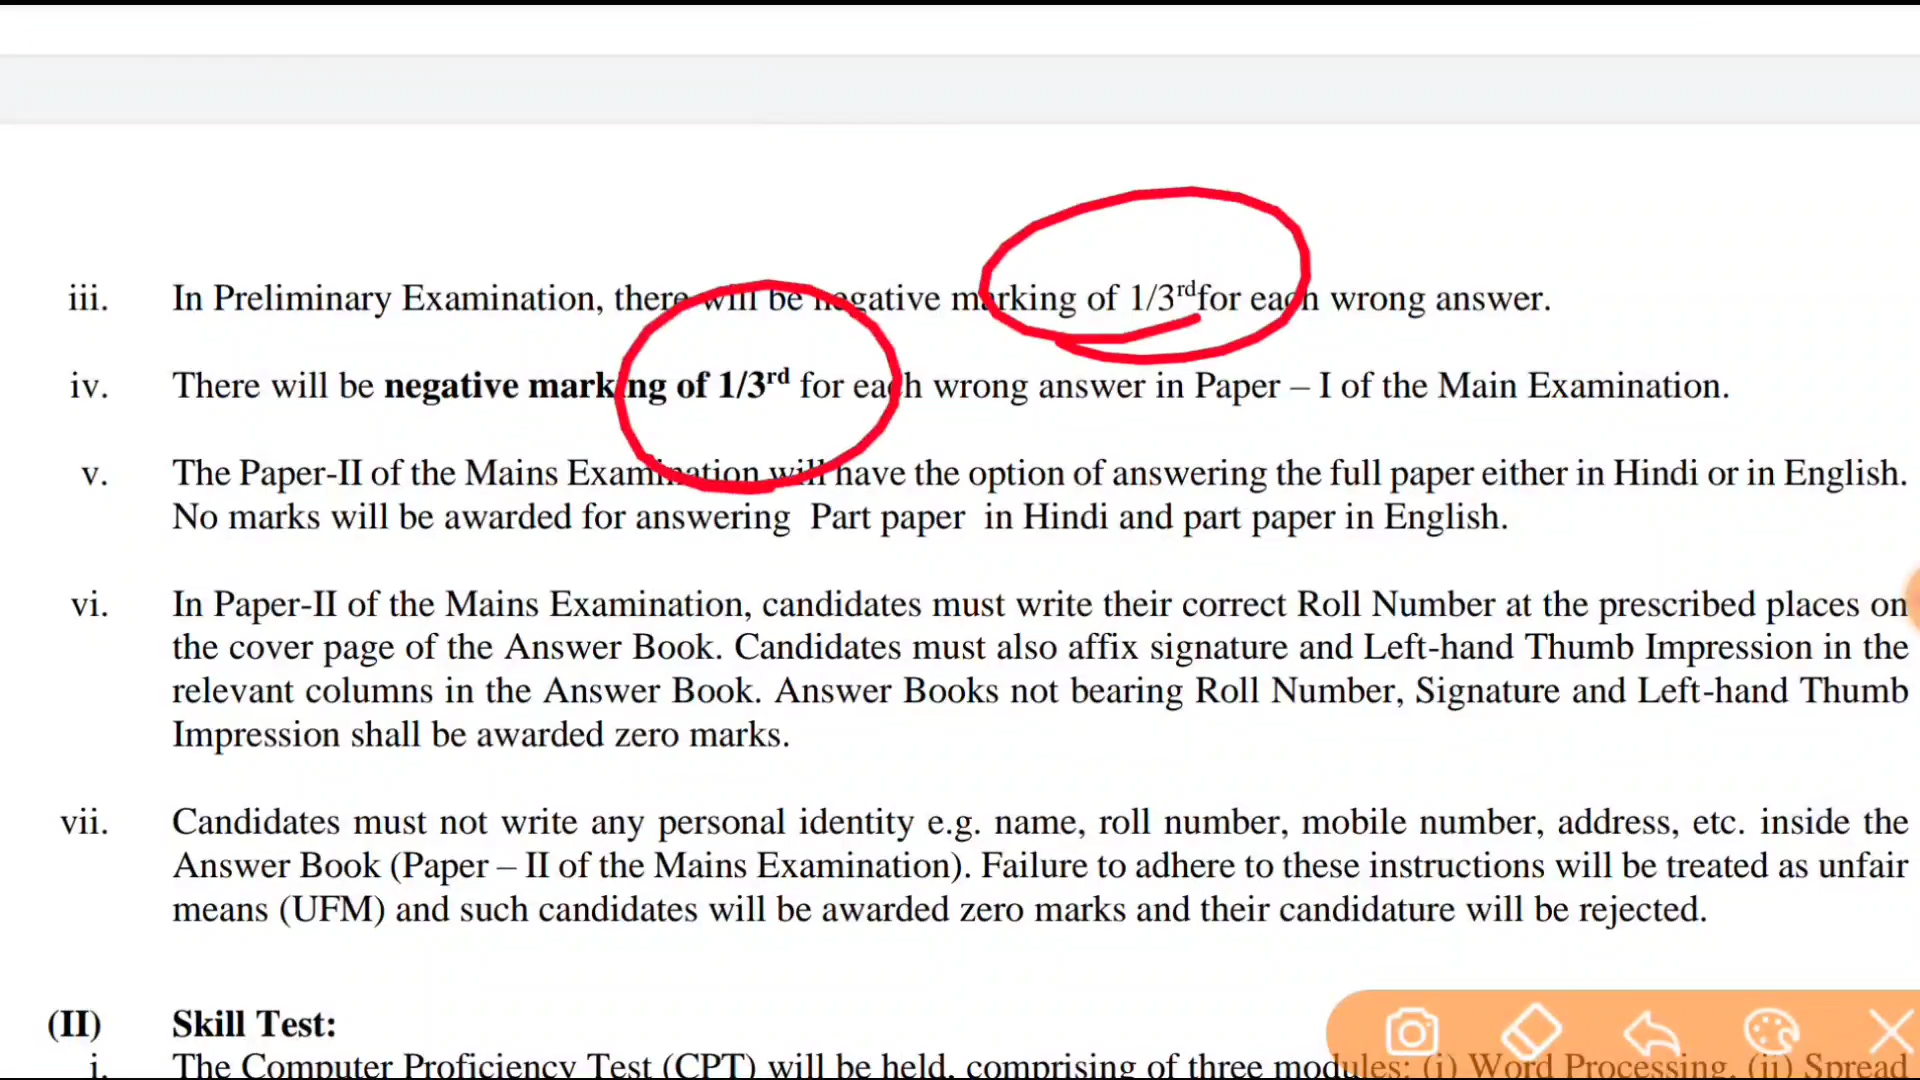 iii. In Preliminary Examination, there will be negative marking of 1/3rd for each wrong answer.
iv. There will be negative marking of 1/3rd for each wrong answer in Paper – I of the Main Examination.
v. The Paper-II of the Mains Examination will have the option of answering the full paper either in Hindi or in English.
No marks will be awarded for answering Part paper in Hindi and part paper in English.
vi. In Paper-II of the Mains Examination, candidates must write their correct Roll Number at the prescribed places on
the cover page of the Answer Book. Candidates must also affix signature and Left-hand Thumb Impression in the
relevant columns in the Answer Book. Answer Books not bearing Roll Number, Signature and Left-hand Thumb
Impression shall be awarded zero marks.
vii. Candidates must not write any personal identity e.g. name, roll number, mobile number, address, etc. inside the
Answer Book (Paper – II of the Mains Examination). Failure to adhere to these instructions will be treated as unfair
means (UFM) and such candidates will be awarded zero marks and their candidature will be rejected.
(II) Skill Test:
i. The Computer Proficiency Test (CPT) will be held, comprising of three modules: (i) Word Processing, (ii) Spread